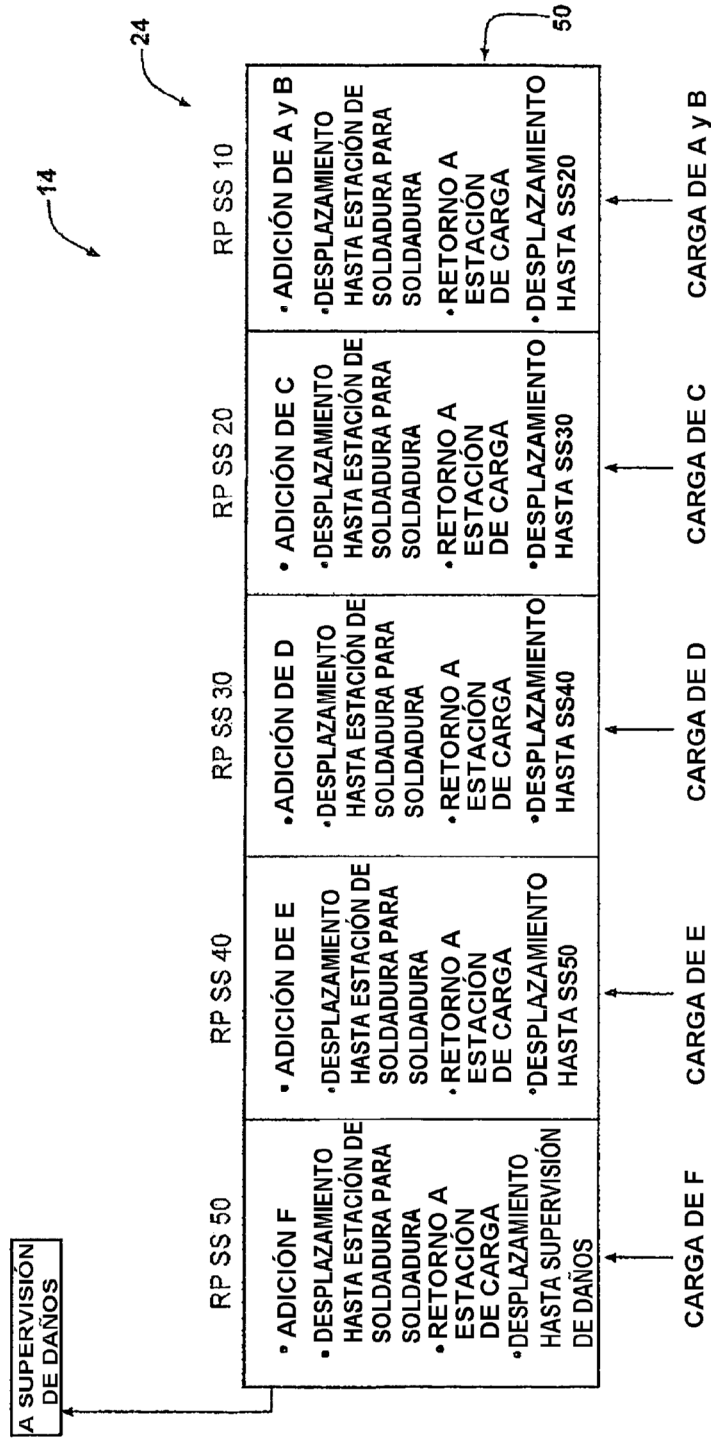 A SUPERVISIÓN
DE DAÑOS
14
24
RP SS 50
• ADICIÓN F
• DESPLAZAMIENTO
HASTA ESTACIÓN DE
SOLDADURA PARA
SOLDADURA
• RETORNO A
ESTACIÓN
DE CARGA
• DESPLAZAMIENTO
HASTA SUPERVISIÓN
DE DAÑOS
CARGA DE F
RP SS 40
• ADICIÓN DE E
• DESPLAZAMIENTO
HASTA ESTACIÓN DE
SOLDADURA PARA
SOLDADURA
• RETORNO A
ESTACIÓN
DE CARGA
• DESPLAZAMIENTO
HASTA SS50
CARGA DE E
RP SS 30
• ADICIÓN DE D
• DESPLAZAMIENTO
HASTA ESTACIÓN DE
SOLDADURA PARA
SOLDADURA
• RETORNO A
ESTACIÓN
DE CARGA
• DESPLAZAMIENTO
HASTA SS40
CARGA DE D
RP SS 20
• ADICIÓN DE C
• DESPLAZAMIENTO
HASTA ESTACIÓN DE
SOLDADURA PARA
SOLDADURA
• RETORNO A
ESTACIÓN
DE CARGA
• DESPLAZAMIENTO
HASTA SS30
CARGA DE C
RP SS 10
• ADICIÓN DE A y B
• DESPLAZAMIENTO
HASTA ESTACIÓN DE
SOLDADURA PARA
SOLDADURA
• RETORNO A
ESTACIÓN
DE CARGA
• DESPLAZAMIENTO
HASTA SS20
CARGA DE A y B
50